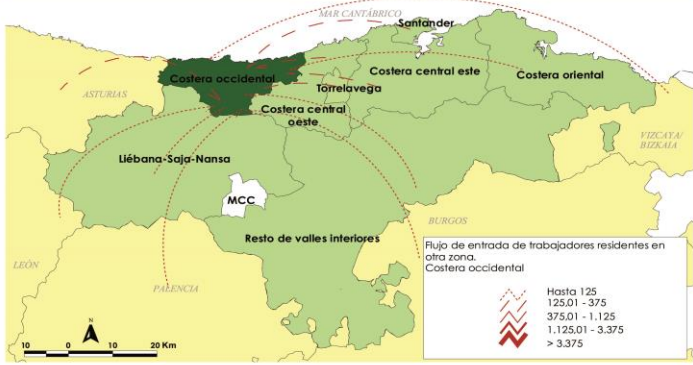 MAR CANTÁBRICO
Santander
Costera occidental
Costera central este
Costera oriental
Torrelavega
ASTURIAS
Costera central
oeste
VIZCAYA/
BIZKAIA
Liébana-Saja-Nansa
MCC
BURGOS
Resto de valles interiores
LEÓN
PALENCIA
Flujo de entrada de trabajadores residentes en
otra zona.
Costera occidental
Hasta 125
125,01 - 375
375,01 - 1.125
1.125,01 - 3.375
> 3.375
N
10 0 10 20 Km